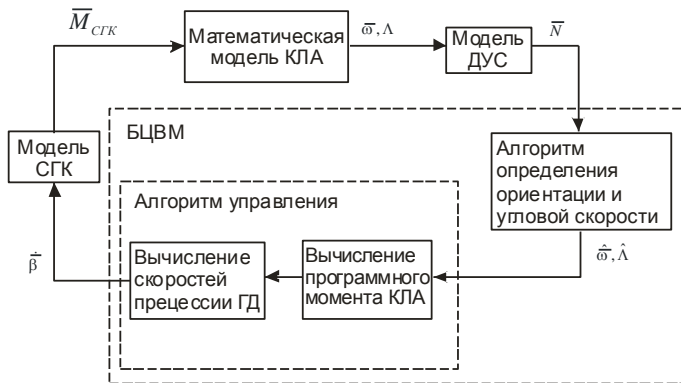 M̅СГК
Математическая
модель КЛА
ω̅, Λ
Модель
ДУС
N̅
БЦВМ
Модель
СГК
Алгоритм
определения
ориентации и
угловой скорости
Алгоритм управления
Вычисление
скоростей
прецессии ГД
Вычисление
программного
момента КЛА
β̇̅
ω̅̂, Λ̂